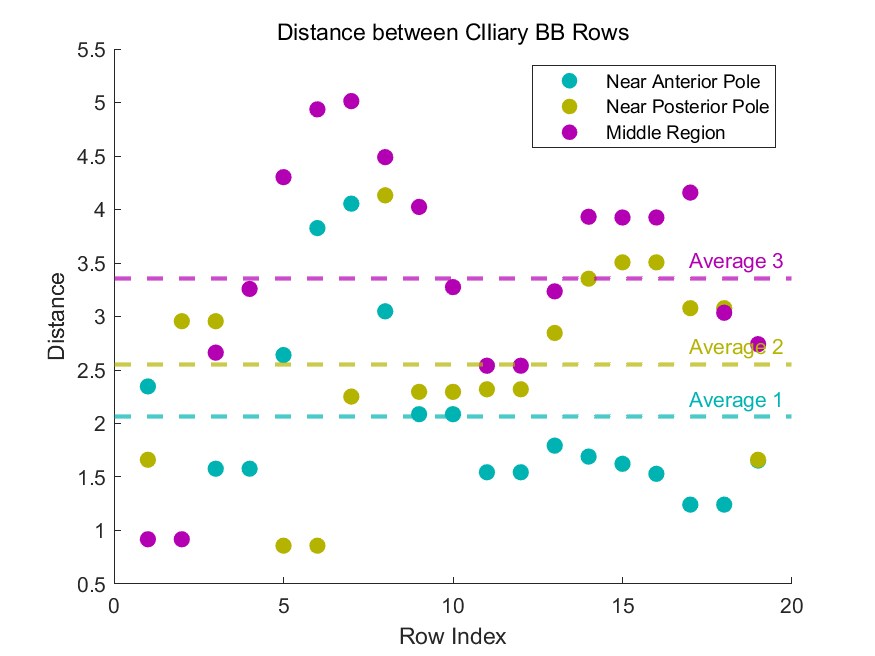 Distance between CIliary BB Rows
5.5
5
4.5
4
3.5
3
2.5
2
1.5
1
0.5
Distance
Near Anterior Pole
Near Posterior Pole
Middle Region
Average 3
Average 2
Average 1
0
5
10
15
20
Row Index